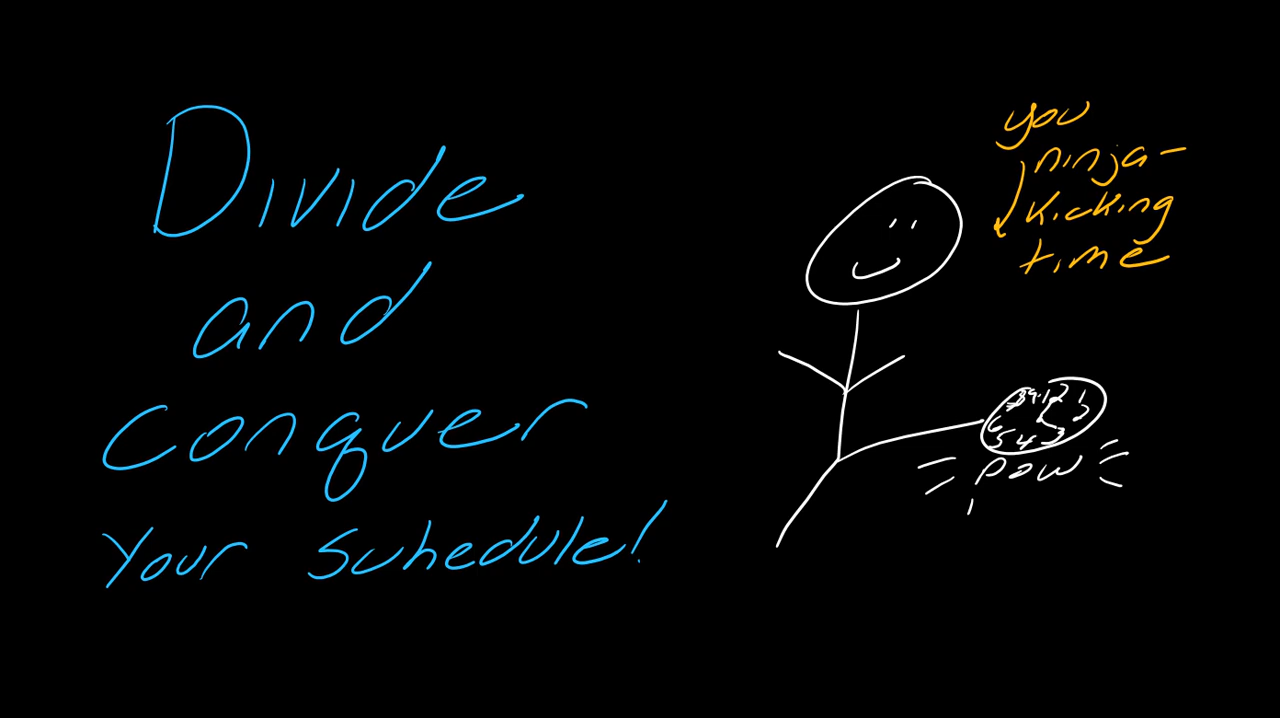 Divide
and
Conquer
Your Schedule!
you
ninja-
kicking
time
POW